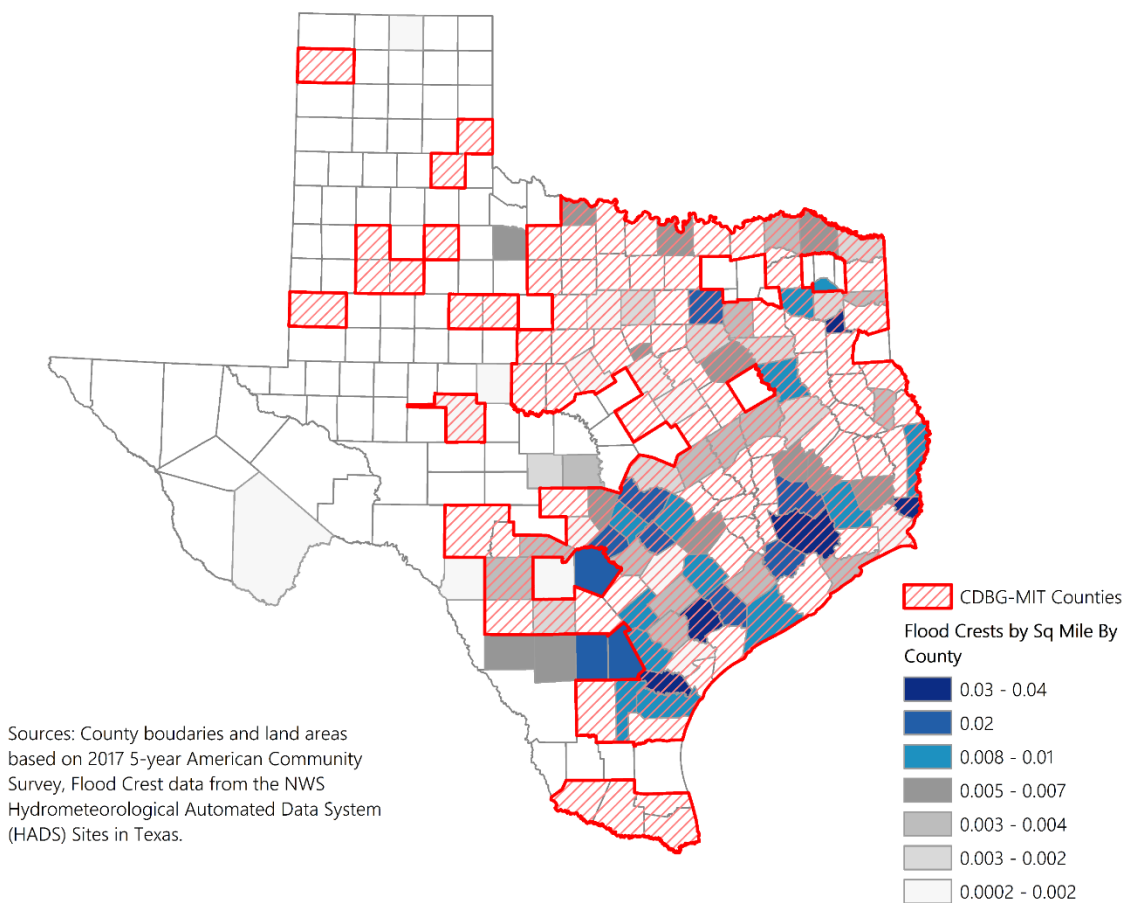 CDBG-MIT Counties
Flood Crests by Sq Mile By
County
0.03 - 0.04
0.02
0.008 - 0.01
0.005 - 0.007
0.003 - 0.004
0.003 - 0.002
0.0002 - 0.002
Sources: County boudaries and land areas
based on 2017 5-year American Community
Survey, Flood Crest data from the NWS
Hydrometeorological Automated Data System
(HADS) Sites in Texas.